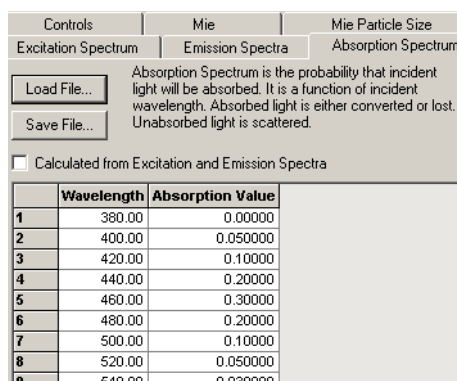 Controls Mie Mie Particle Size
Excitation Spectrum Emission Spectra Absorption Spectrum
Load File...
Save File...
Absorption Spectrum is the probability that incident
light will be absorbed. It is a function of incident
wavelength. Absorbed light is either converted or lost.
Unabsorbed light is scattered.
Calculated from Excitation and Emission Spectra
Wavelength Absorption Value
1 380.00 0.00000
2 400.00 0.050000
3 420.00 0.10000
4 440.00 0.20000
5 460.00 0.30000
6 480.00 0.20000
7 500.00 0.10000
8 520.00 0.050000